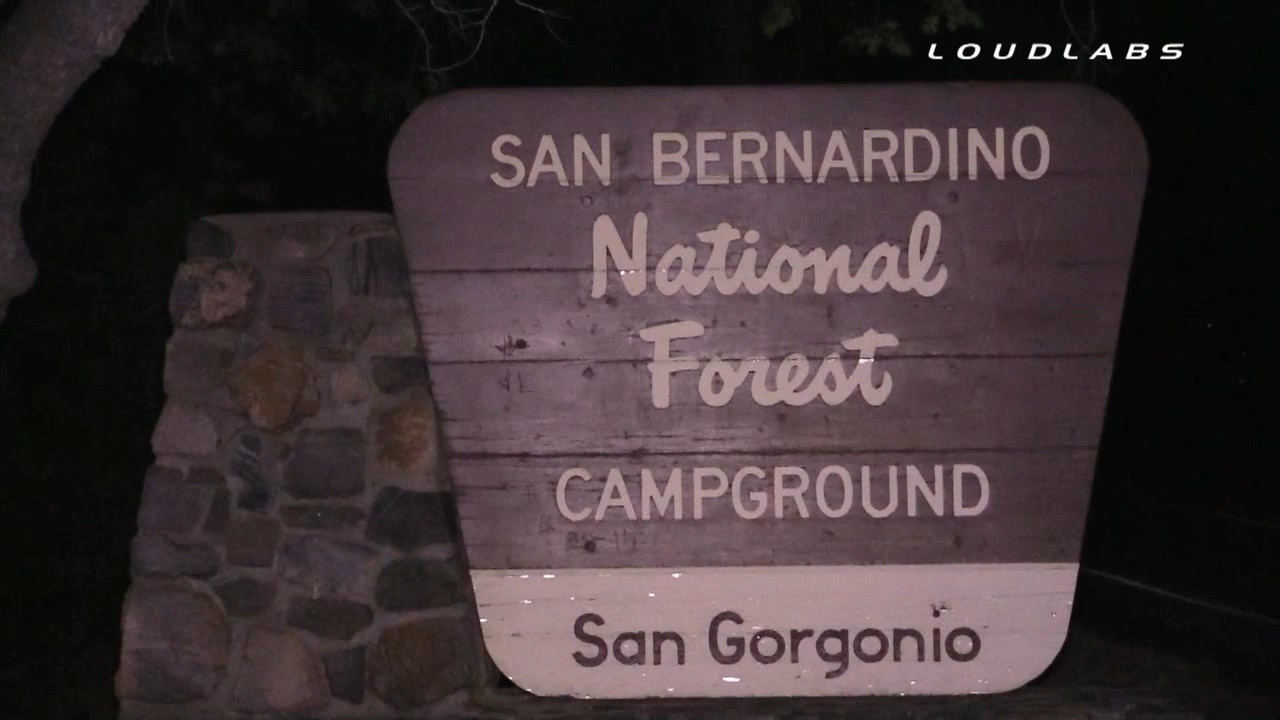 LOUDLABS
SAN BERNARDINO
National
Forest
CAMPGROUND
San Gorgonio